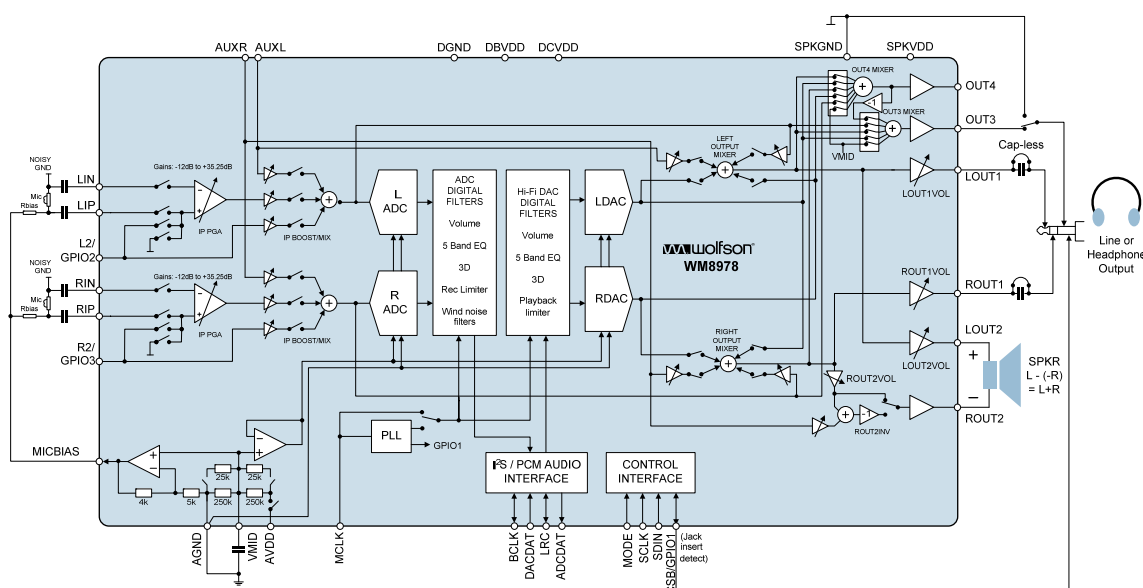 AUXR AUXL DGND DBVDD DCVDD SPKGND SPKVDD
OUT4 MIXER
OUT4
-1
OUT3 MIXER
OUT3
Cap-less
VMID
LEFT
OUTPUT
MIXER
LOUT1VOL
LOUT1
NOISY
GND
LIN
Mic
Rbias
LIP
Gains: -12dB to +35.25dB
IP PGA
IP BOOST/MIX
L2/
GPIO2
L
ADC
ADC
DIGITAL
FILTERS
Volume
5 Band EQ
3D
Rec Limiter
Wind noise
filters
Hi-Fi DAC
DIGITAL
FILTERS
Volume
5 Band EQ
3D
Playback
limiter
LDAC
wolfson
WM8978
Line or
Headphone
Output
NOISY
GND
RIN
Mic
Rbias
RIP
Gains: -12dB to +35.25dB
IP PGA
IP BOOST/MIX
R2/
GPIO3
R
ADC
RDAC
ROUT1VOL
ROUT1
RIGHT
OUTPUT
MIXER
LOUT2
LOUT2VOL
ROUT2VOL
-1
ROUT2INV
ROUT2
+
−
SPKR
L - (-R)
= L+R
MICBIAS
PLL
GPIO1
25k 25k
4k 5k 250k 250k
I²S / PCM AUDIO
INTERFACE
CONTROL
INTERFACE
AGND
VMID
AVDD
MCLK
BCLK
DACDAT
LRC
ADCDAT
MODE
SCLK
SDIN
CSB/GPIO1
(Jack
insert
detect)